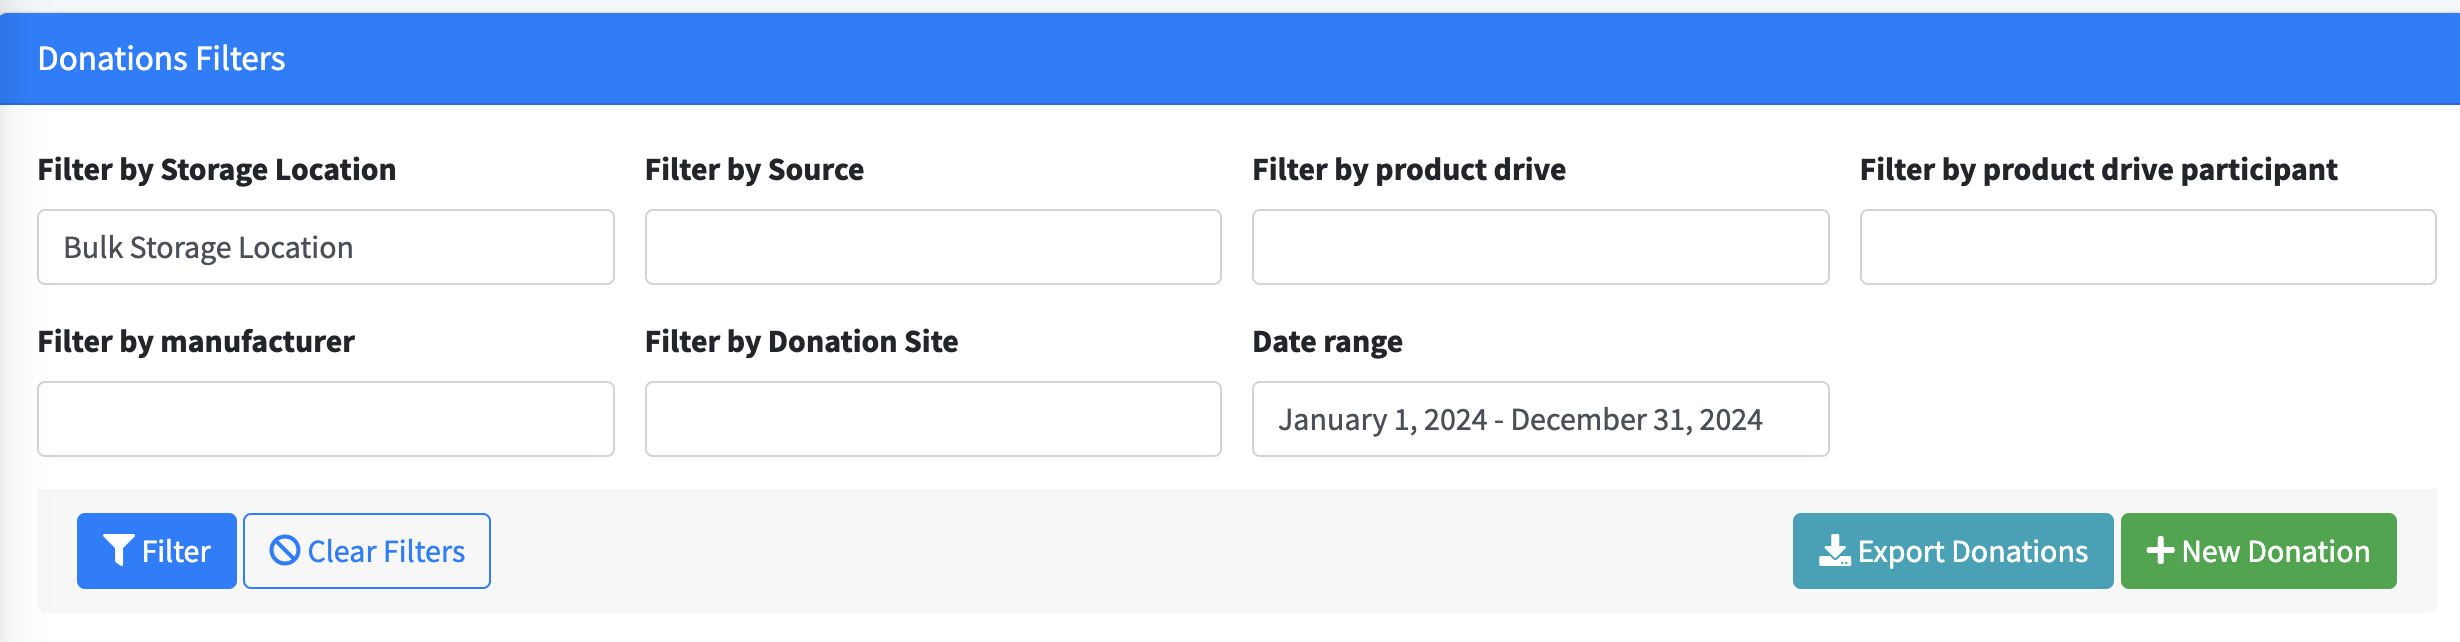 Donations Filters
Filter by Storage Location
Filter by Source
Filter by product drive
Filter by product drive participant
Bulk Storage Location
Filter by manufacturer
Filter by Donation Site
Date range
January 1, 2024 - December 31, 2024
Filter
Clear Filters
Export Donations
New Donation